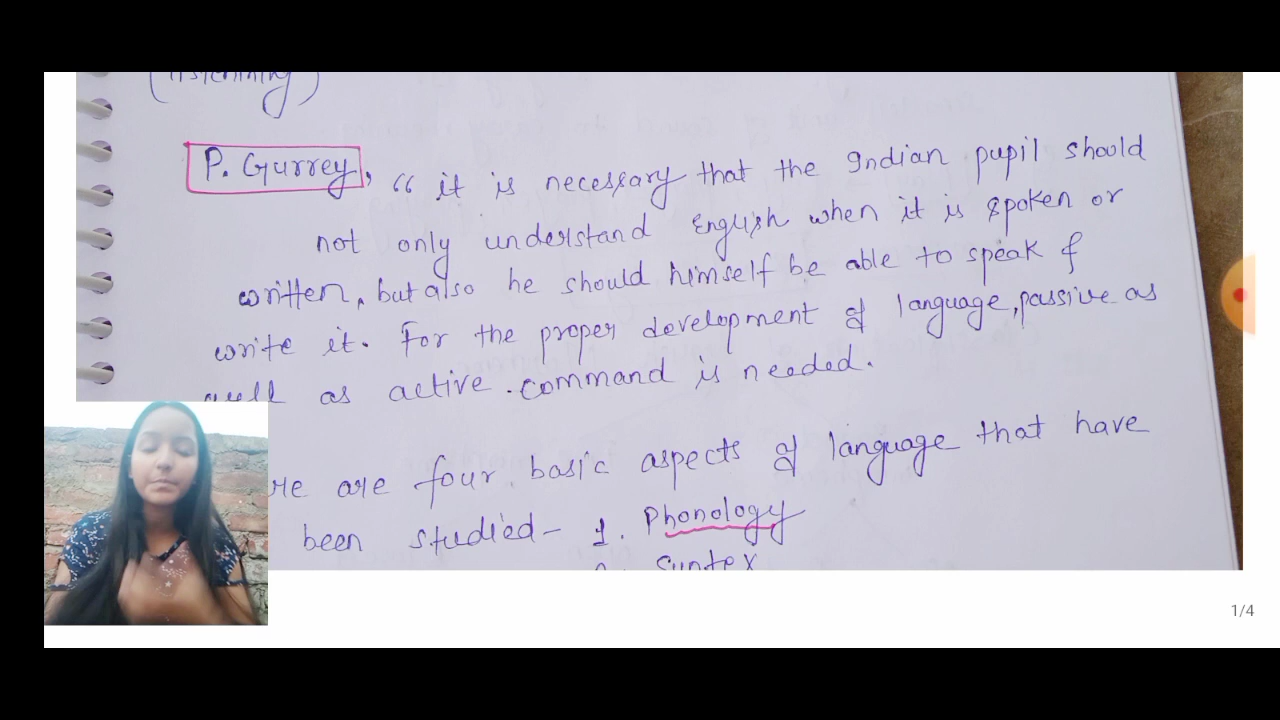 (listenning)
P. Gurrey, “it is necessary that the Indian pupil should
not only understand English when it is spoken or
written, but also he should himself be able to speak &
write it. For the proper development of language, passive as
well as active command is needed.
are four basic aspects of language that have
been studied - 1. Phonology
Syntex
1/4